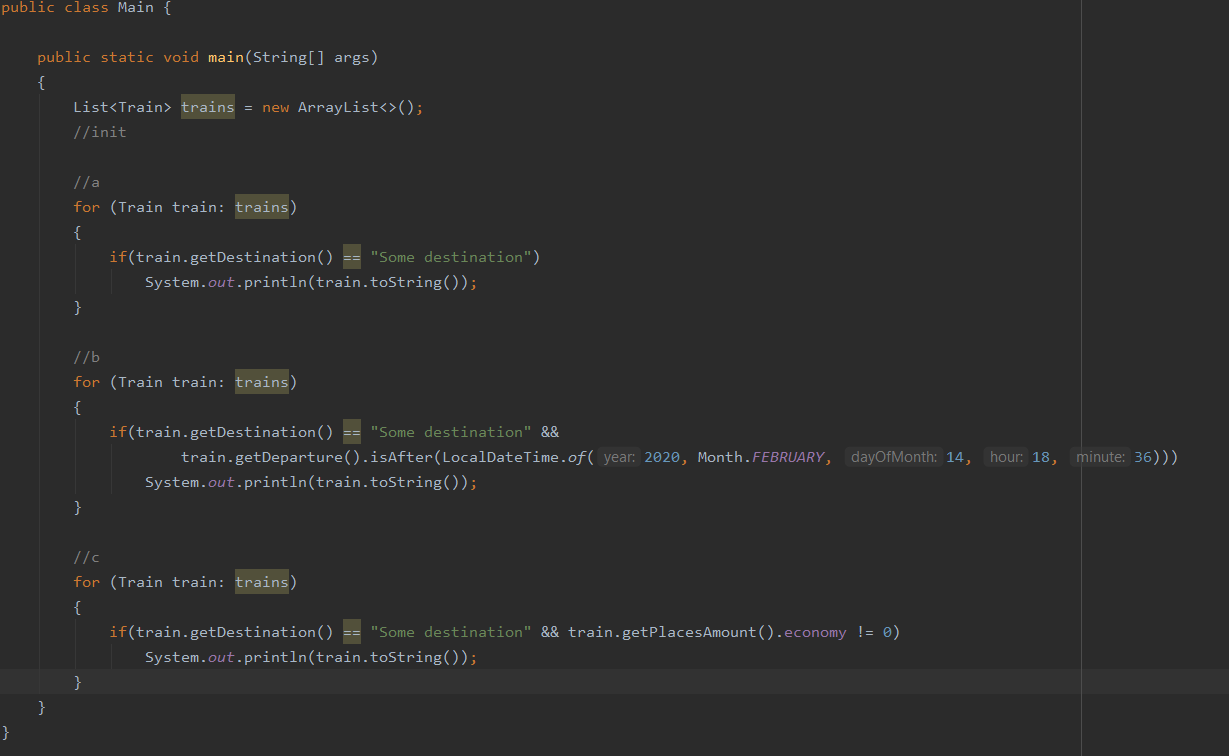 public class Main {
public static void main(String[] args)
{
List<Train> trains = new ArrayList<>();
//init
//a
for (Train train: trains)
{
if(train.getDestination() == "Some destination")
System.out.println(train.toString());
}
//b
for (Train train: trains)
{
if(train.getDestination() == "Some destination" &&
train.getDeparture().isAfter(LocalDateTime.of( year: 2020, Month.FEBRUARY, dayOfMonth: 14, hour: 18, minute: 36)))
System.out.println(train.toString());
}
//c
for (Train train: trains)
{
if(train.getDestination() == "Some destination" && train.getPlacesAmount().economy != 0)
System.out.println(train.toString());
}
}
}